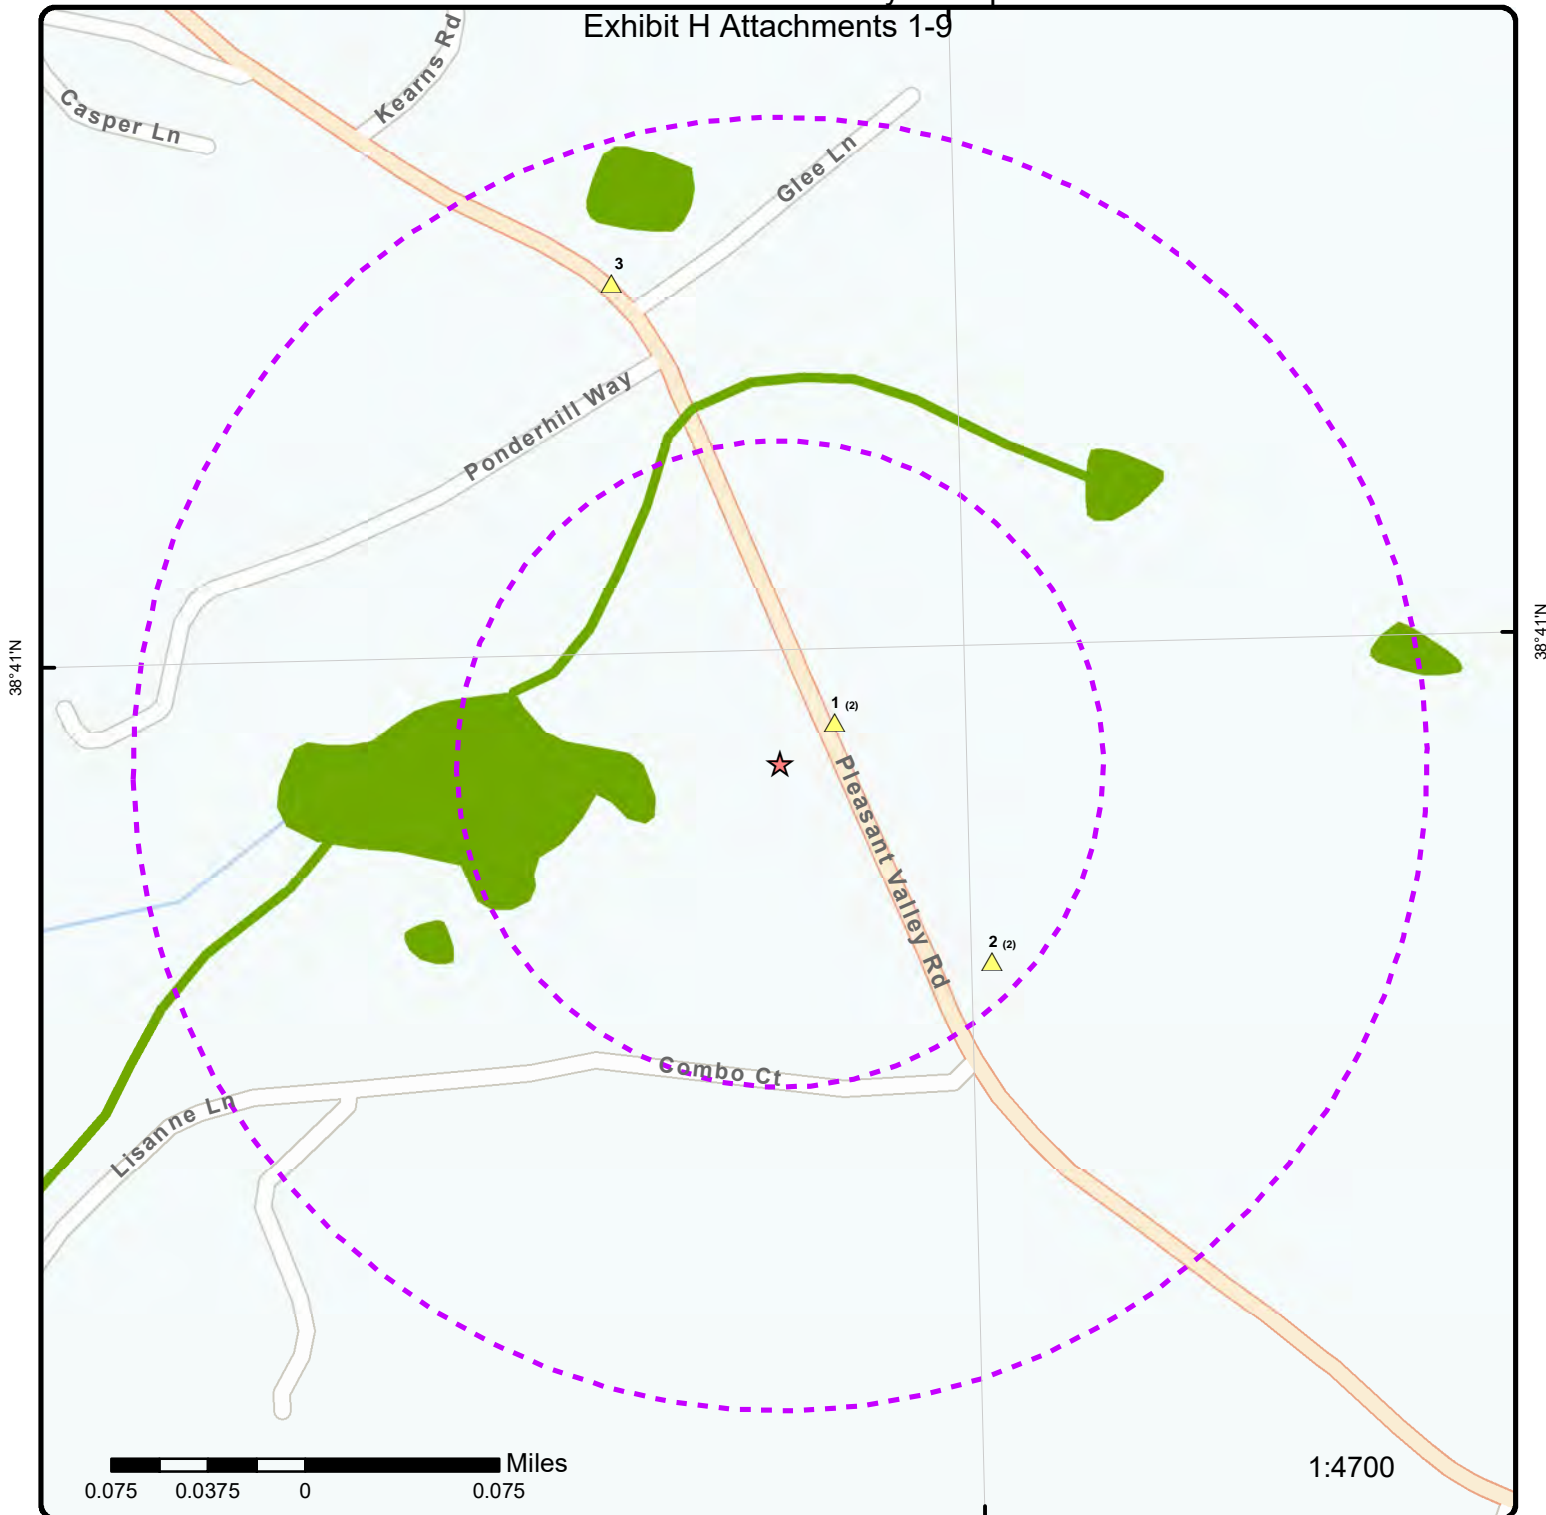 Exhibit H Attachments 1-9
Kearns Rd
Casper Ln
Glee Ln
3
Ponderhill Way
38°41'N
38°41'N
1 (2)
Pleasant Valley Rd
2 (2)
Combo Ct
Lisanne Ln
Miles
0.075 0.0375 0 0.075
1:4700